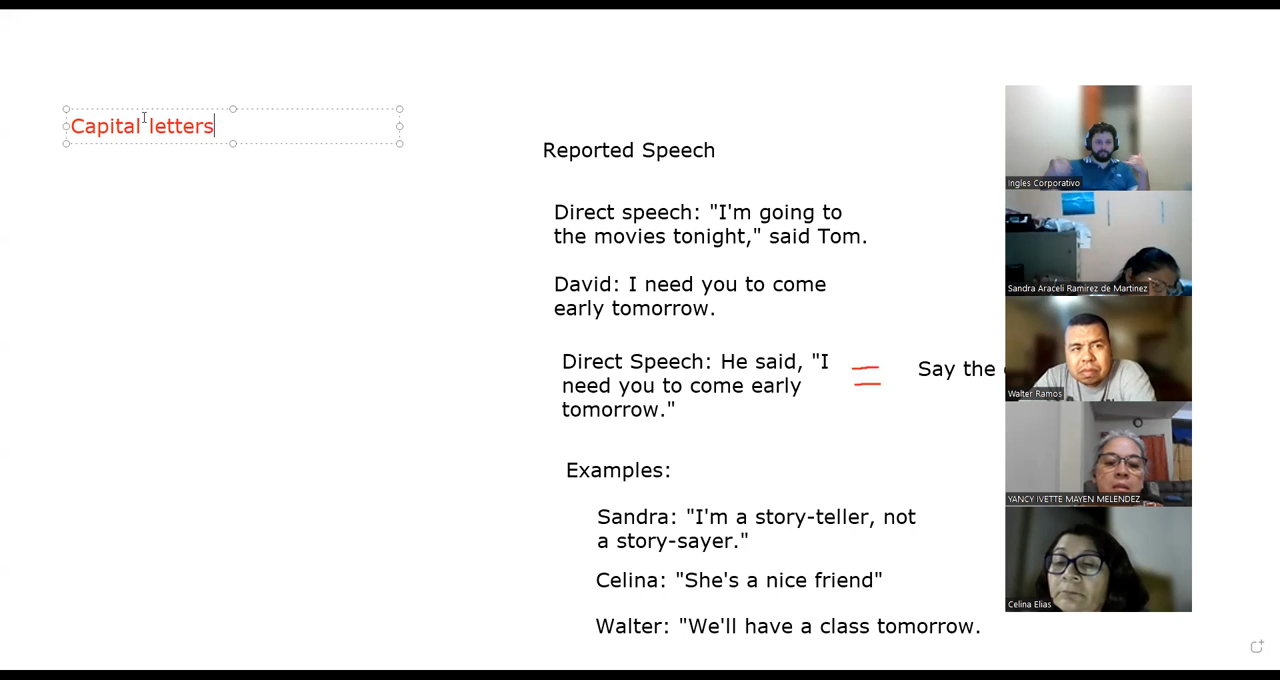 Capital letters
Reported Speech
Direct speech: "I'm going to
the movies tonight," said Tom.
David: I need you to come
early tomorrow.
Direct Speech: He said, "I
need you to come early
tomorrow."
Say the
Examples:
Sandra: "I'm a story-teller, not
a story-sayer."
Celina: "She's a nice friend"
Walter: "We'll have a class tomorrow.
Ingles Corporativo
Sandra Araceli Ramirez de Martinez
Walter Ramos
YANCY IVETTE MAYEN MELENDEZ
Celina Elias